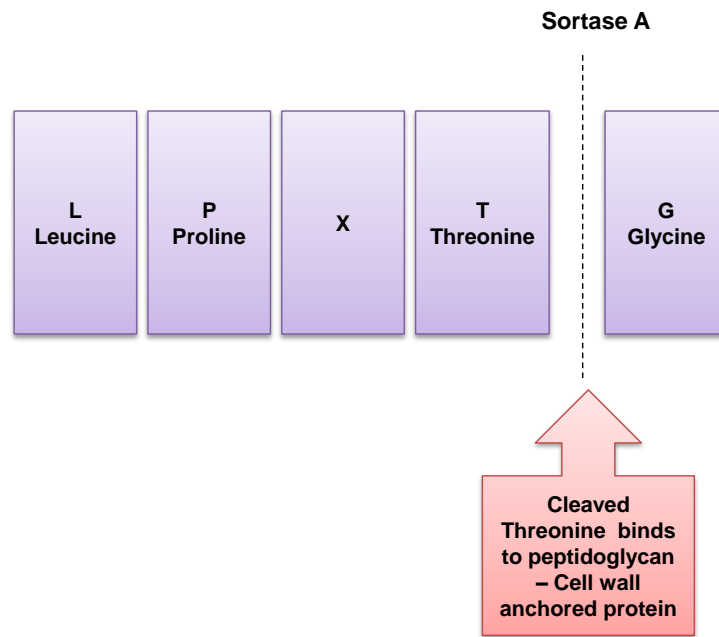 Sortase A
L
Leucine
P
Proline
X
T
Threonine
G
Glycine
Cleaved
Threonine binds
to peptidoglycan
– Cell wall
anchored protein